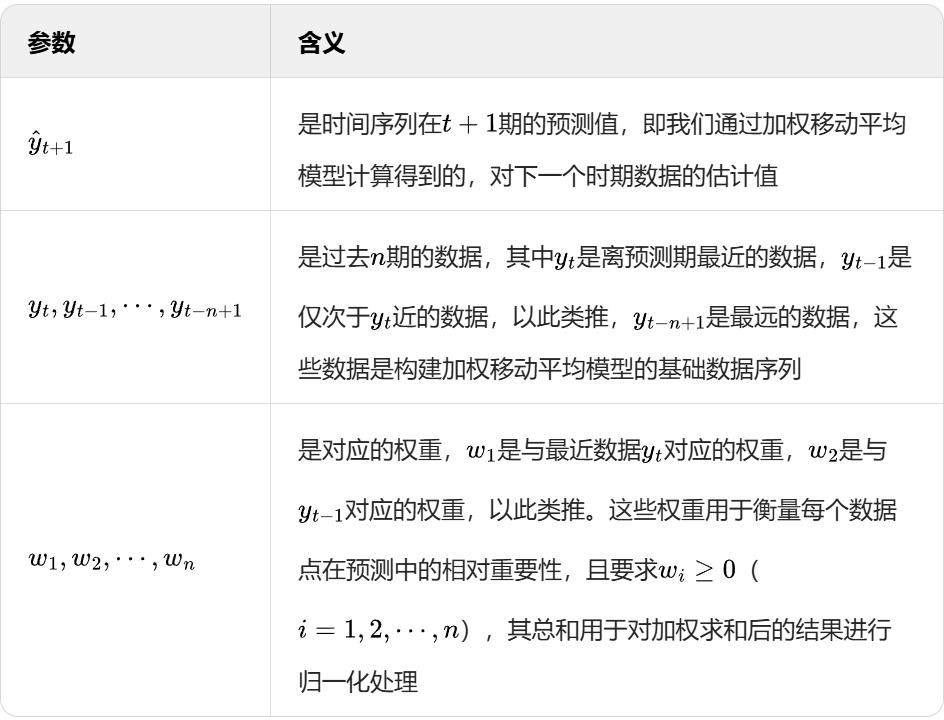 参数 含义
$\hat{y}_{t+1}$
是时间序列在$t+1$期的预测值，即我们通过加权移动平均
模型计算得到的，对下一个时期数据的估计值
$y_t, y_{t-1}, \cdots, y_{t-n+1}$
是过去$n$期的数据，其中$y_t$是离预测期最近的数据，$y_{t-1}$是
仅次于$y_t$近的数据，以此类推，$y_{t-n+1}$是最远的数据，这
些数据是构建加权移动平均模型的基础数据序列
$w_1, w_2, \cdots, w_n$
是对应的权重，$w_1$是与最近数据$y_t$对应的权重，$w_2$是与
$y_{t-1}$对应的权重，以此类推。这些权重用于衡量每个数据
点在预测中的相对重要性，且要求$w_i \geq 0$（
$i = 1, 2, \cdots, n$），其总和用于对加权求和后的结果进行
归一化处理